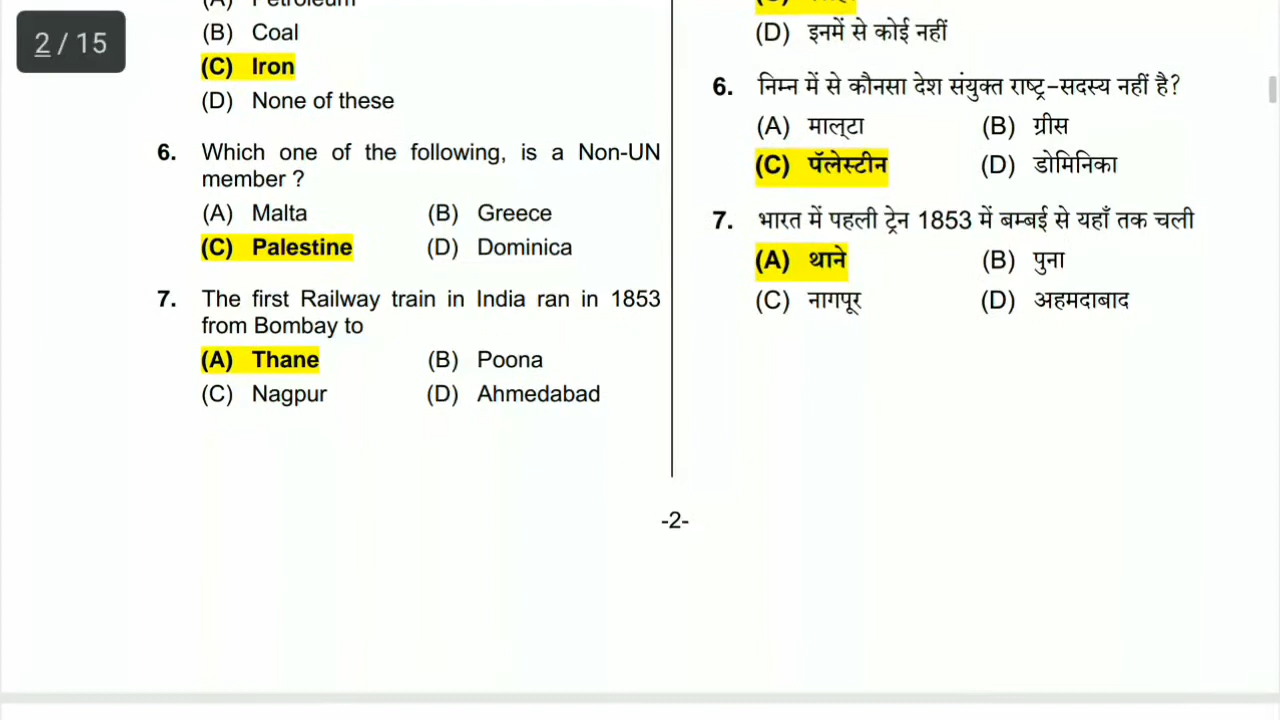 2 / 15
(A) Petroleum
(B) Coal
(C) Iron
(D) None of these
6. Which one of the following, is a Non-UN
member ?
(A) Malta (B) Greece
(C) Palestine (D) Dominica
7. The first Railway train in India ran in 1853
from Bombay to
(A) Thane (B) Poona
(C) Nagpur (D) Ahmedabad
(D) इनमें से कोई नहीं
6. निम्न में से कौनसा देश संयुक्त राष्ट्र-सदस्य नहीं है?
(A) माल्टा (B) ग्रीस
(C) पॅलेस्टीन (D) डोमिनिका
7. भारत में पहली ट्रेन 1853 में बम्बई से यहाँ तक चली
(A) थाने (B) पुना
(C) नागपूर (D) अहमदाबाद
-2-